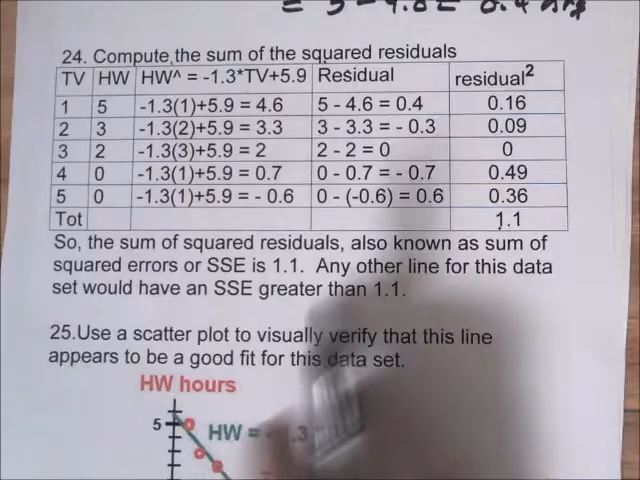 = 5 - 4.6 = 0.4 hrs
24. Compute the sum of the squared residuals
TV HW HW^ = -1.3*TV+5.9 Residual residual²
1 5 -1.3(1)+5.9 = 4.6 5 - 4.6 = 0.4 0.16
2 3 -1.3(2)+5.9 = 3.3 3 - 3.3 = - 0.3 0.09
3 2 -1.3(3)+5.9 = 2 2 - 2 = 0 0
4 0 -1.3(1)+5.9 = 0.7 0 - 0.7 = - 0.7 0.49
5 0 -1.3(1)+5.9 = - 0.6 0 - (-0.6) = 0.6 0.36
Tot 1.1
So, the sum of squared residuals, also known as sum of
squared errors or SSE is 1.1. Any other line for this data
set would have an SSE greater than 1.1.
25.Use a scatter plot to visually verify that this line
appears to be a good fit for this data set.
HW hours
5
HW = .3